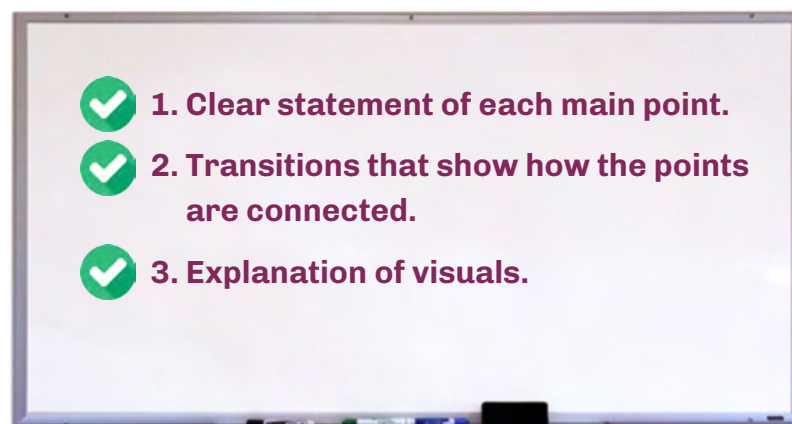 1. Clear statement of each main point.
2. Transitions that show how the points
are connected.
3. Explanation of visuals.